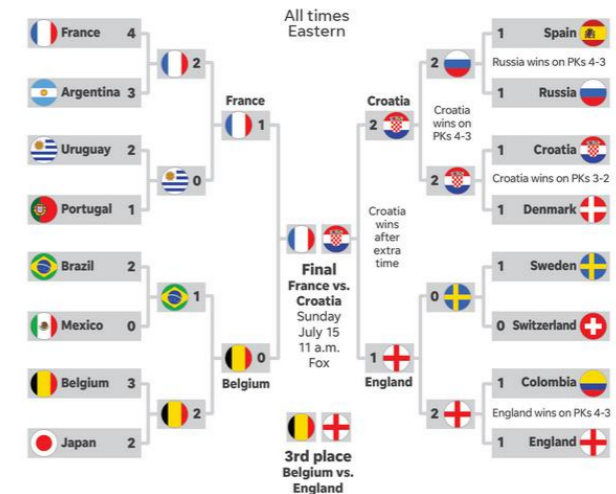 All times
Eastern
France 4
2
Argentina 3
France
1
Uruguay 2
0
Portugal 1
Brazil 2
1
Mexico 0
0
Belgium
Belgium 3
2
Japan 2
Final
France vs.
Croatia
Sunday
July 15
11 a.m.
Fox
3rd place
Belgium vs.
England
1 Spain
Russia wins on PKs 4-3
1 Russia
2
Croatia
2
Croatia
wins on
PKs 4-3
1 Croatia
Croatia wins on PKs 3-2
1 Denmark
2
Croatia
wins
after
extra
time
1 Sweden
0
0 Switzerland
1
England
1 Colombia
England wins on PKs 4-3
1 England
2